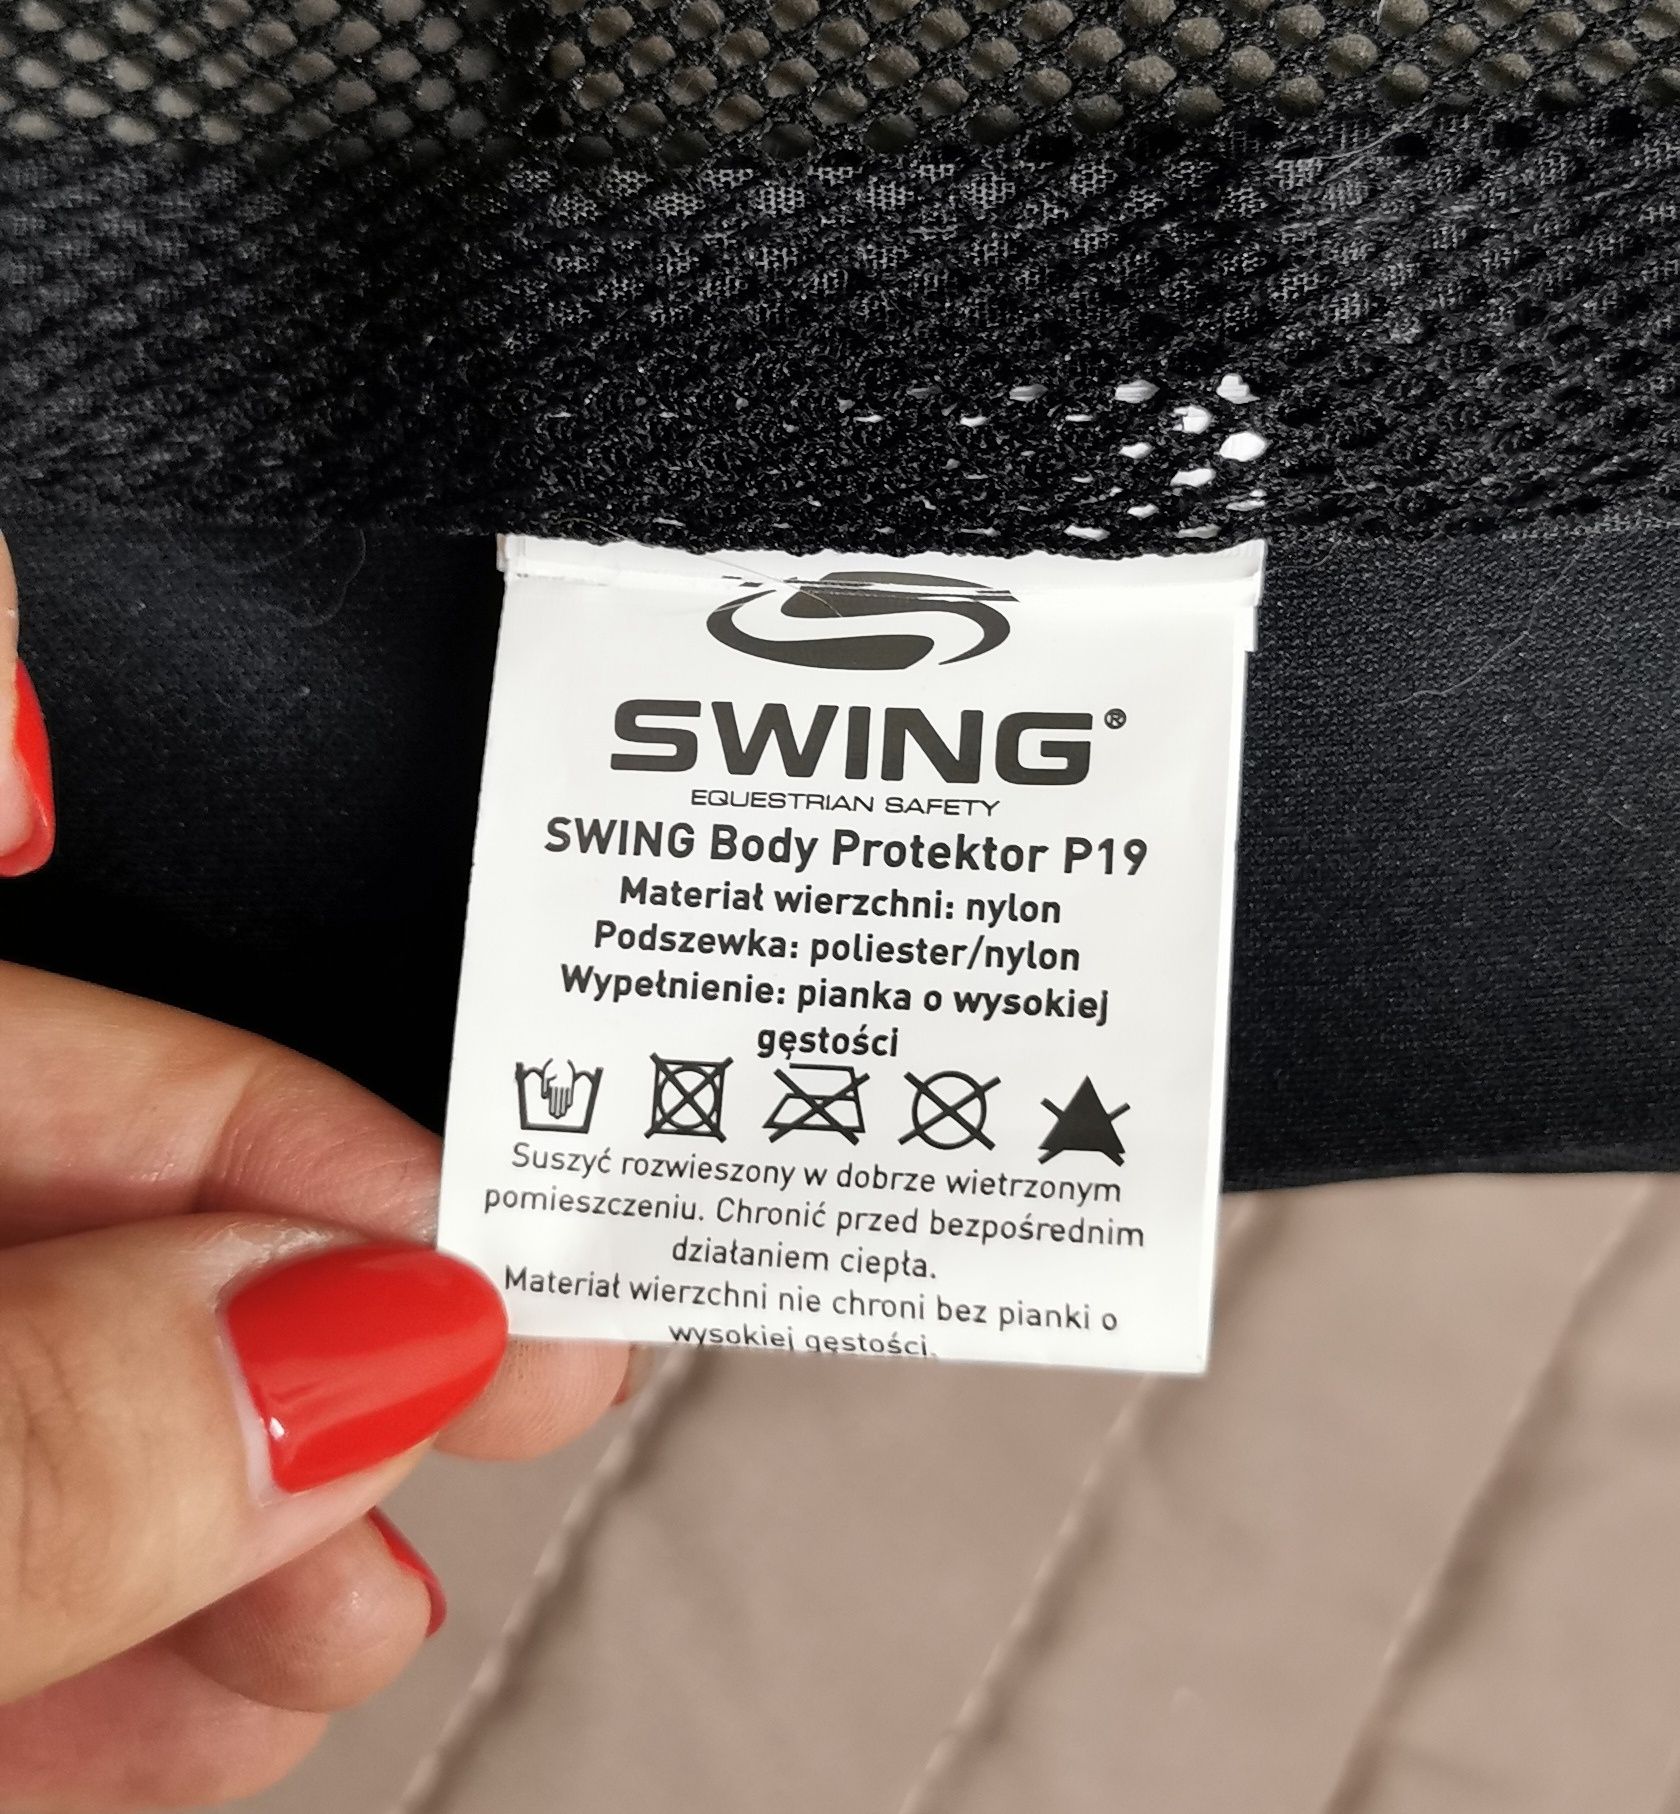 SWING®
EQUESTRIAN SAFETY
SWING Body Protektor P19
Materiał wierzchni: nylon
Podszewka: poliester/nylon
Wypełnienie: pianka o wysokiej
gęstości
Suszyć rozwieszony w dobrze wietrzonym
pomieszczeniu. Chronić przed bezpośrednim
działaniem ciepła.
Materiał wierzchni nie chroni bez pianki o
wysokiej gęstości.